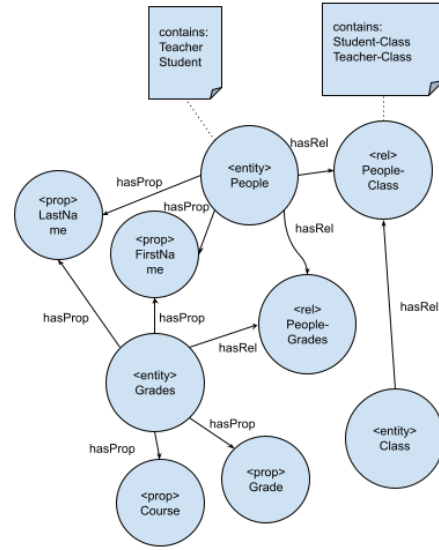 contains:
Teacher
Student
contains:
Student-Class
Teacher-Class
hasRel
<entity>
People
<rel>
People-
Class
hasProp
<prop>
LastNa
me
hasProp
<prop>
FirstNa
me
hasRel
hasProp
hasProp
<rel>
People-
Grades
hasRel
hasRel
<entity>
Grades
hasProp
hasProp
<entity>
Class
<prop>
Grade
<prop>
Course